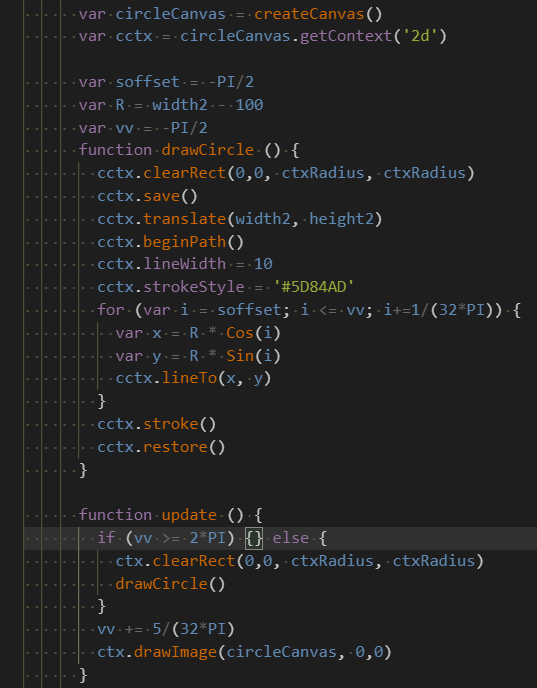 var circleCanvas = createCanvas()
var cctx = circleCanvas.getContext('2d')

var soffset = -PI/2
var R = width2 - 100
var vv = -PI/2
function drawCircle () {
  cctx.clearRect(0,0, ctxRadius, ctxRadius)
  cctx.save()
  cctx.translate(width2, height2)
  cctx.beginPath()
  cctx.lineWidth = 10
  cctx.strokeStyle = '#5D84AD'
  for (var i = soffset; i <= vv; i+=1/(32*PI)) {
    var x = R * Cos(i)
    var y = R * Sin(i)
    cctx.lineTo(x, y)
  }
  cctx.stroke()
  cctx.restore()
}

function update () {
  if (vv >= 2*PI) {} else {
    ctx.clearRect(0,0, ctxRadius, ctxRadius)
    drawCircle()
  }
  vv += 5/(32*PI)
  ctx.drawImage(circleCanvas, 0,0)
}